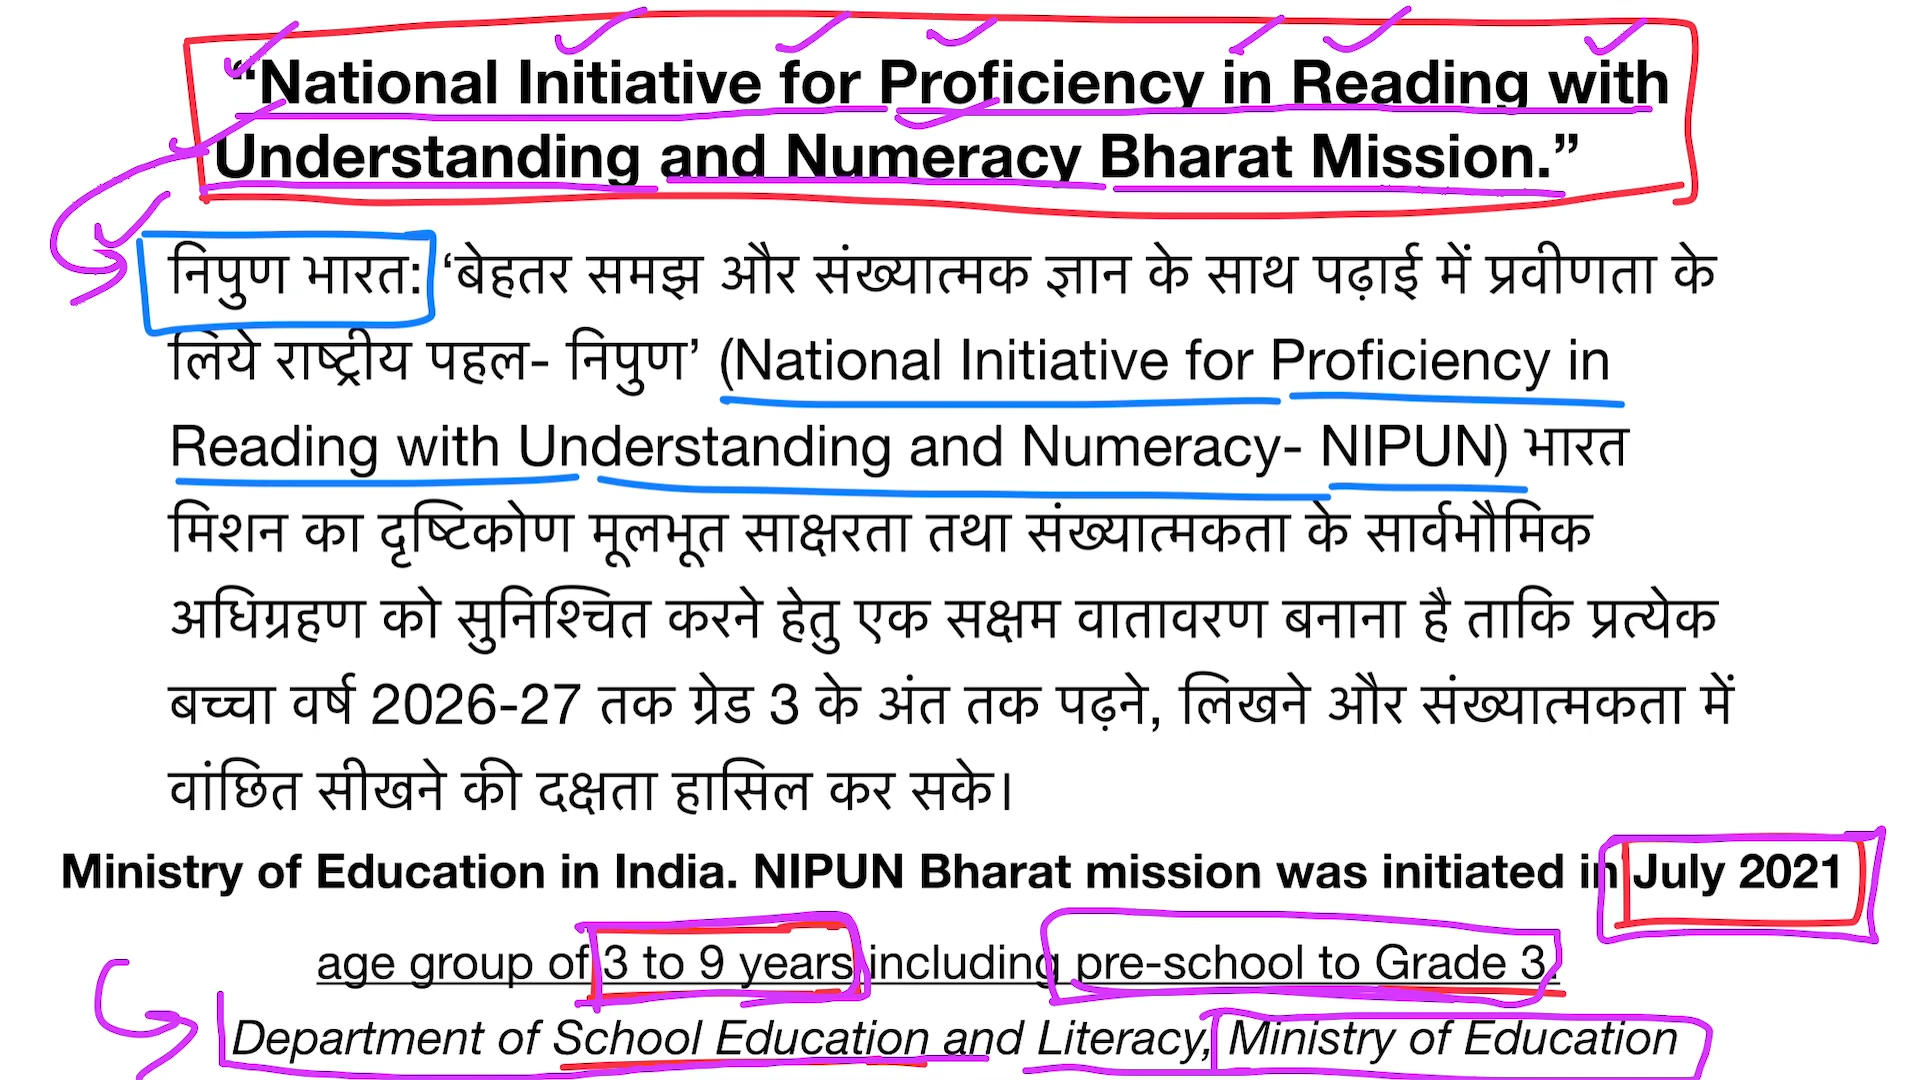 “National Initiative for Proficiency in Reading with
Understanding and Numeracy Bharat Mission.”
निपुण भारत: ‘बेहतर समझ और संख्यात्मक ज्ञान के साथ पढ़ाई में प्रवीणता के
लिये राष्ट्रीय पहल- निपुण’ (National Initiative for Proficiency in
Reading with Understanding and Numeracy- NIPUN) भारत
मिशन का दृष्टिकोण मूलभूत साक्षरता तथा संख्यात्मकता के सार्वभौमिक
अधिग्रहण को सुनिश्चित करने हेतु एक सक्षम वातावरण बनाना है ताकि प्रत्येक
बच्चा वर्ष 2026-27 तक ग्रेड 3 के अंत तक पढ़ने, लिखने और संख्यात्मकता में
वांछित सीखने की दक्षता हासिल कर सके।
Ministry of Education in India. NIPUN Bharat mission was initiated in July 2021
age group of 3 to 9 years including pre-school to Grade 3.
Department of School Education and Literacy, Ministry of Education